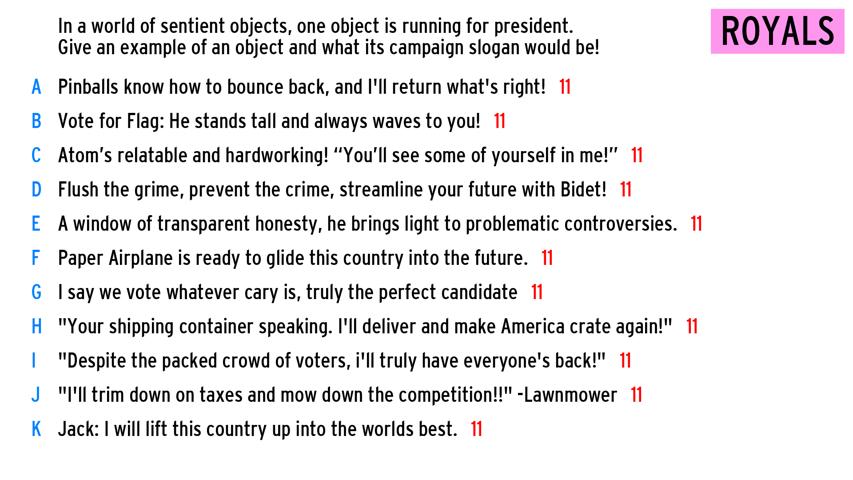 In a world of sentient objects, one object is running for president.
Give an example of an object and what its campaign slogan would be!
ROYALS
A Pinballs know how to bounce back, and I'll return what's right! 11
B Vote for Flag: He stands tall and always waves to you! 11
C Atom’s relatable and hardworking! “You’ll see some of yourself in me!” 11
D Flush the grime, prevent the crime, streamline your future with Bidet! 11
E A window of transparent honesty, he brings light to problematic controversies. 11
F Paper Airplane is ready to glide this country into the future. 11
G I say we vote whatever cary is, truly the perfect candidate 11
H "Your shipping container speaking. I'll deliver and make America crate again!" 11
I "Despite the packed crowd of voters, i'll truly have everyone's back!" 11
J "I'll trim down on taxes and mow down the competition!!" -Lawnmower 11
K Jack: I will lift this country up into the worlds best. 11